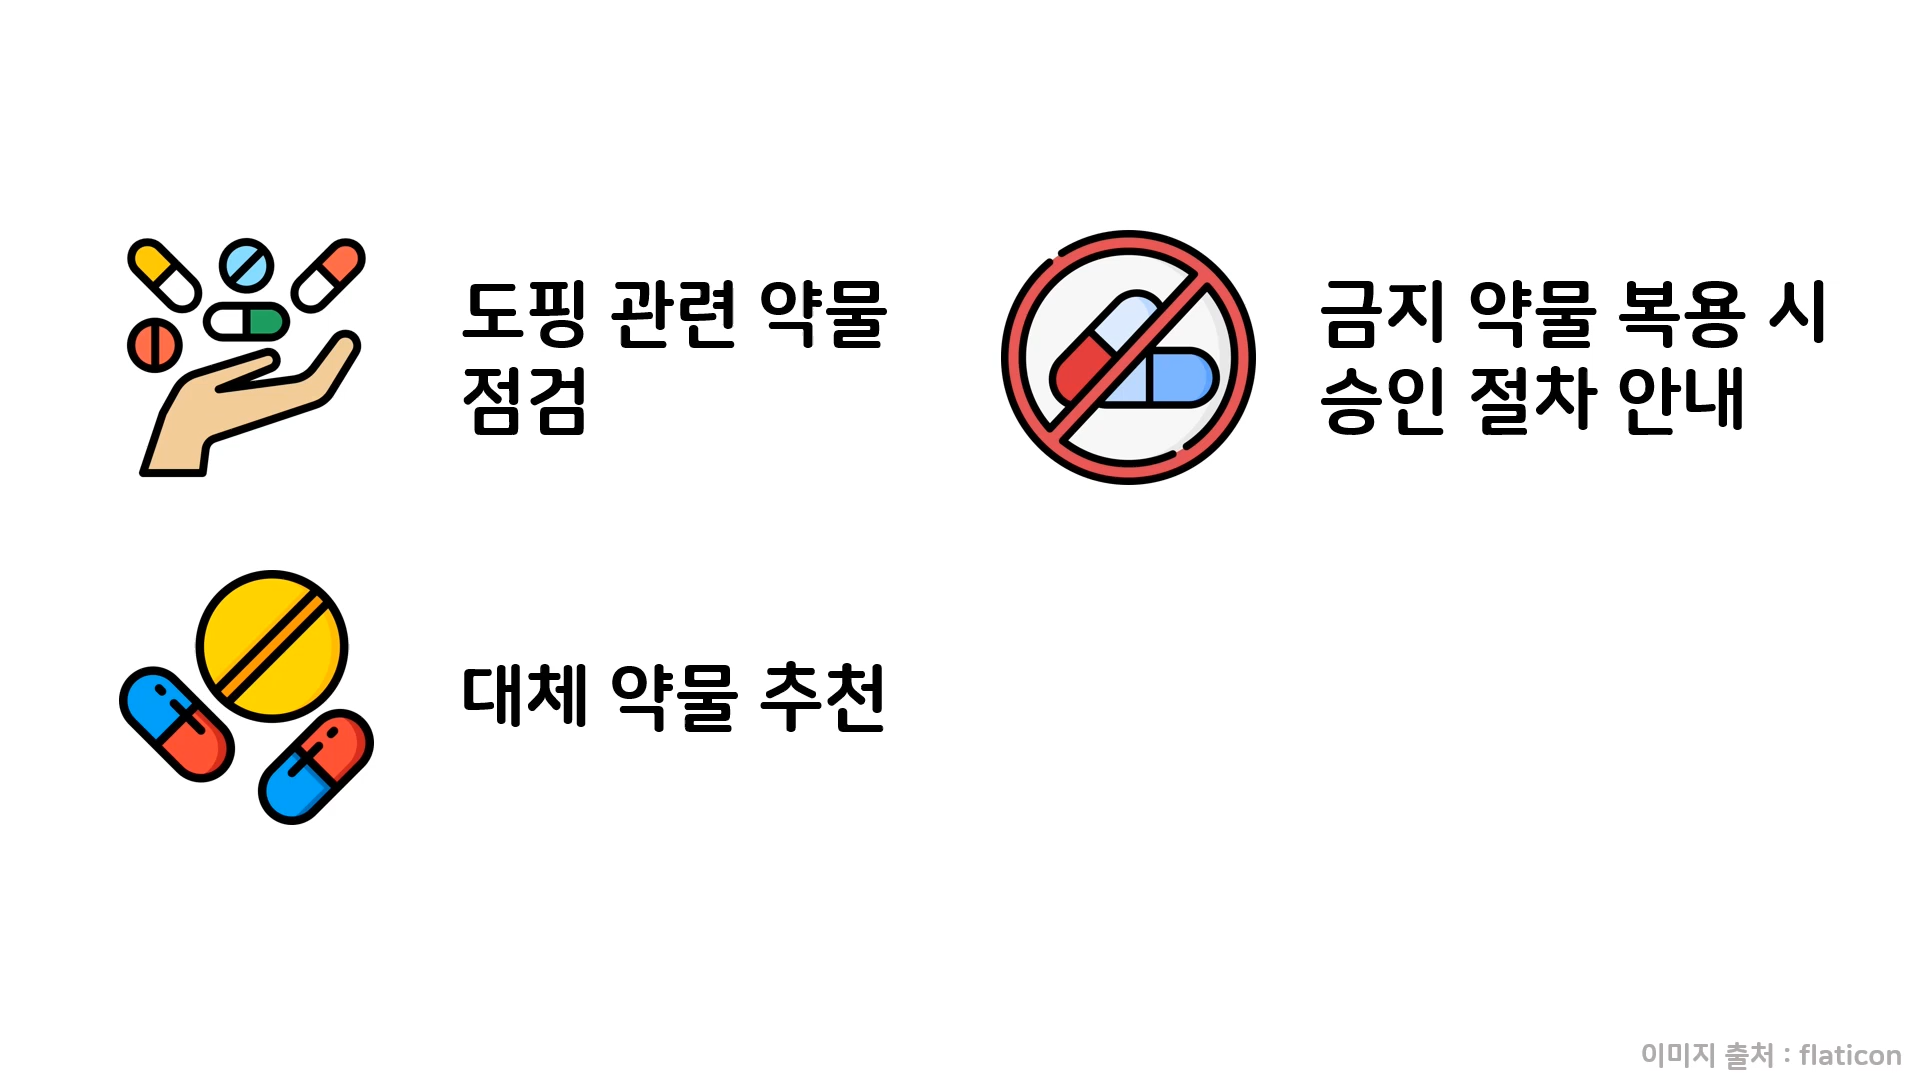 도핑 관련 약물
점검
금지 약물 복용 시
승인 절차 안내
대체 약물 추천
이미지 출처 : flaticon